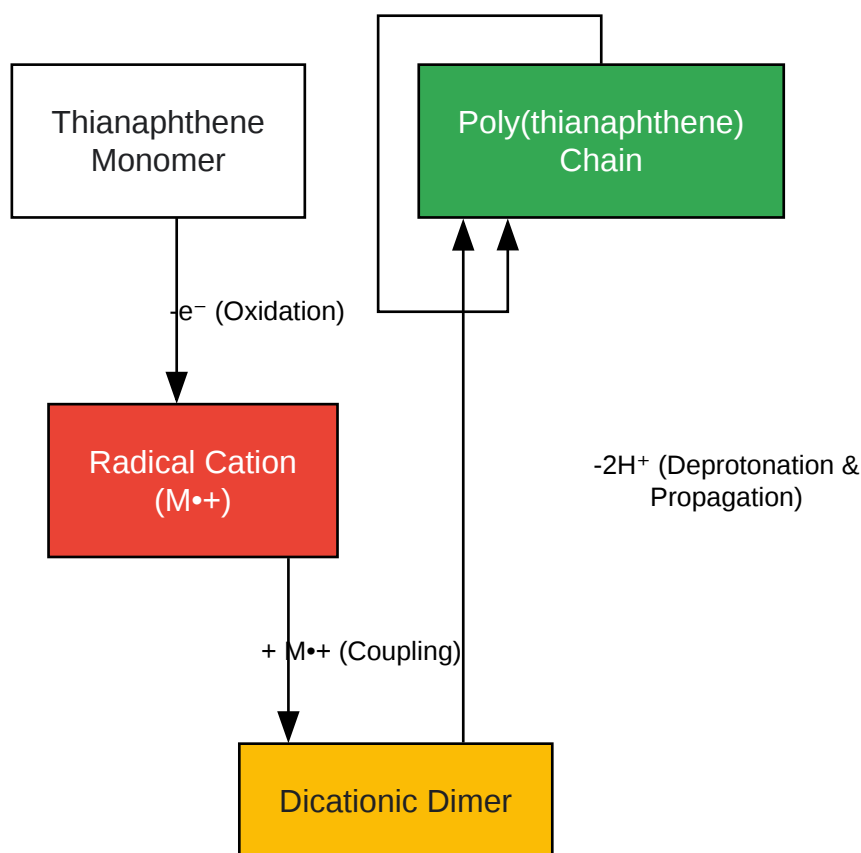 Thianaphthene
Monomer
Poly(thianaphthene)
Chain
-e⁻ (Oxidation)
Radical Cation
(M•+)
-2H⁺ (Deprotonation &
Propagation)
+ M•+ (Coupling)
Dicationic Dimer